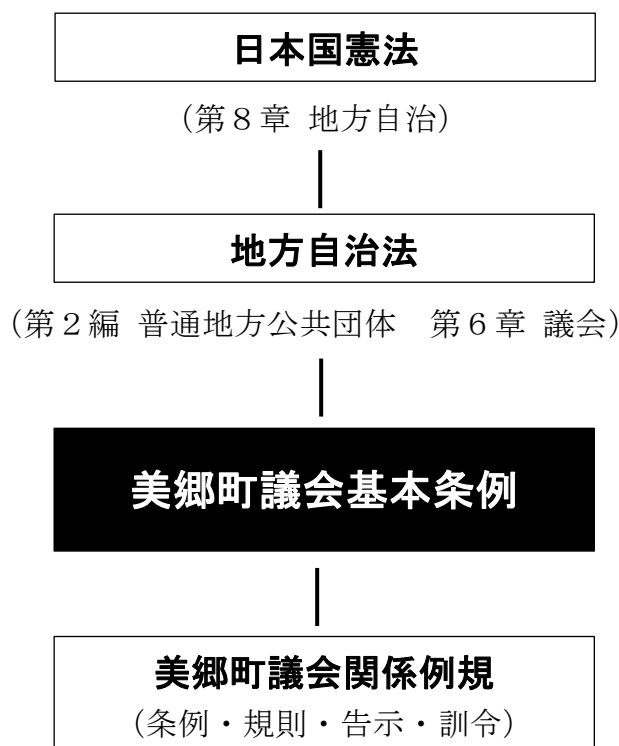 日本国憲法
（第８章 地方自治）
地方自治法
（第２編 普通地方公共団体　第６章 議会）
美郷町議会基本条例
美郷町議会関係例規
（条例・規則・告示・訓令）